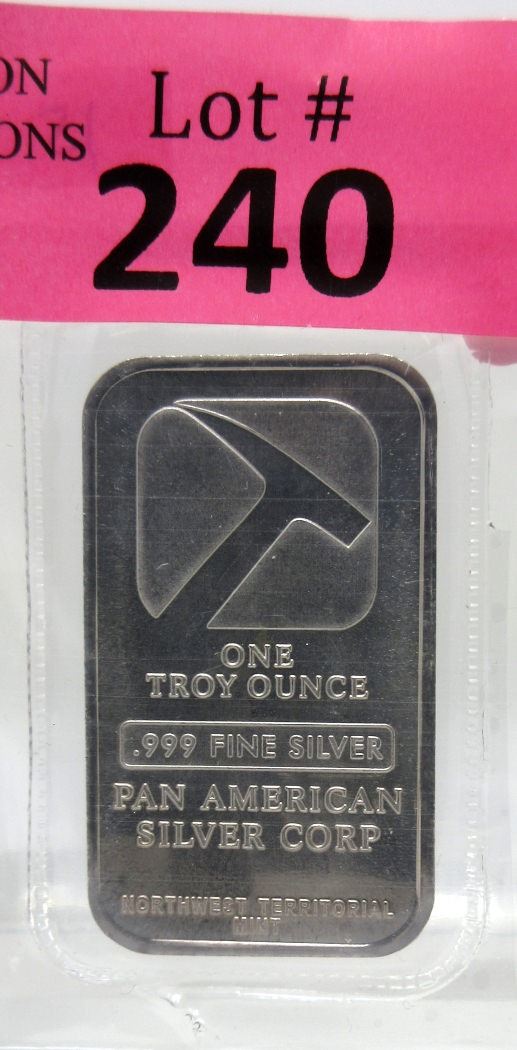 ON
Lot #
ONS
240
ONE
TROY OUNCE
.999 FINE SILVER
PAN AMERICAN
SILVER CORP
NORTHWEST TERRITORIAL
MINT